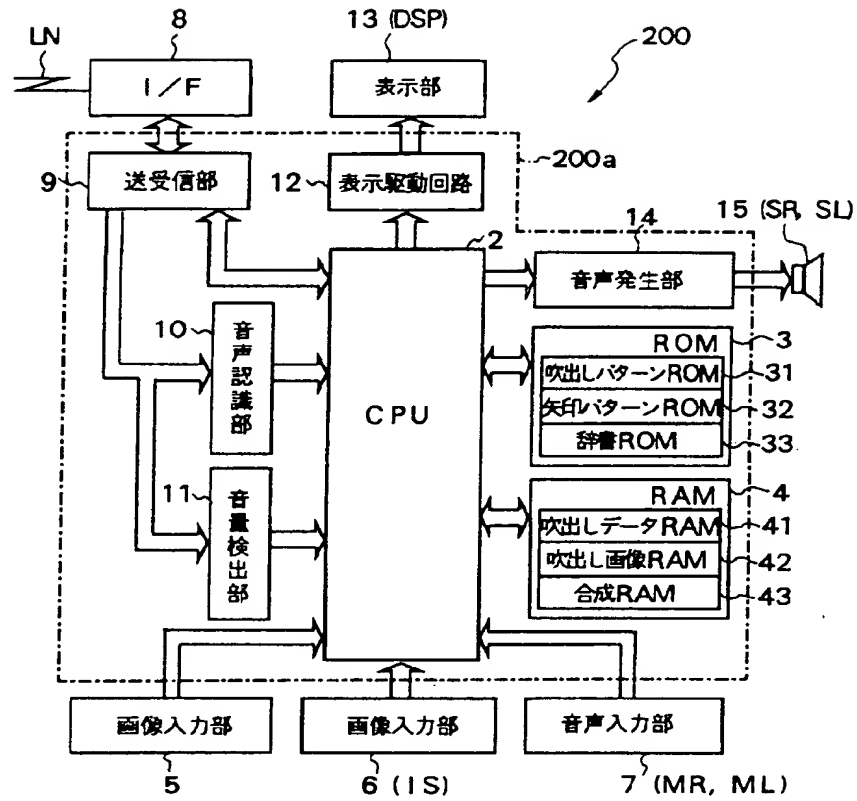 13 (DSP)
LN
8
200
I/F
表示部
200a
9
送受信部
12
表示駆動回路
15 (SR, SL)
14
2
音声発生部
10
音声認識部
CPU
ROM
3
吹出しパターンROM
31
矢印パターンROM
32
辞書ROM
33
11
音量検出部
RAM
4
吹出しデータRAM
41
吹出し画像RAM
42
合成RAM
43
画像入力部
画像入力部
音声入力部
5
6 (IS)
7 (MR, ML)